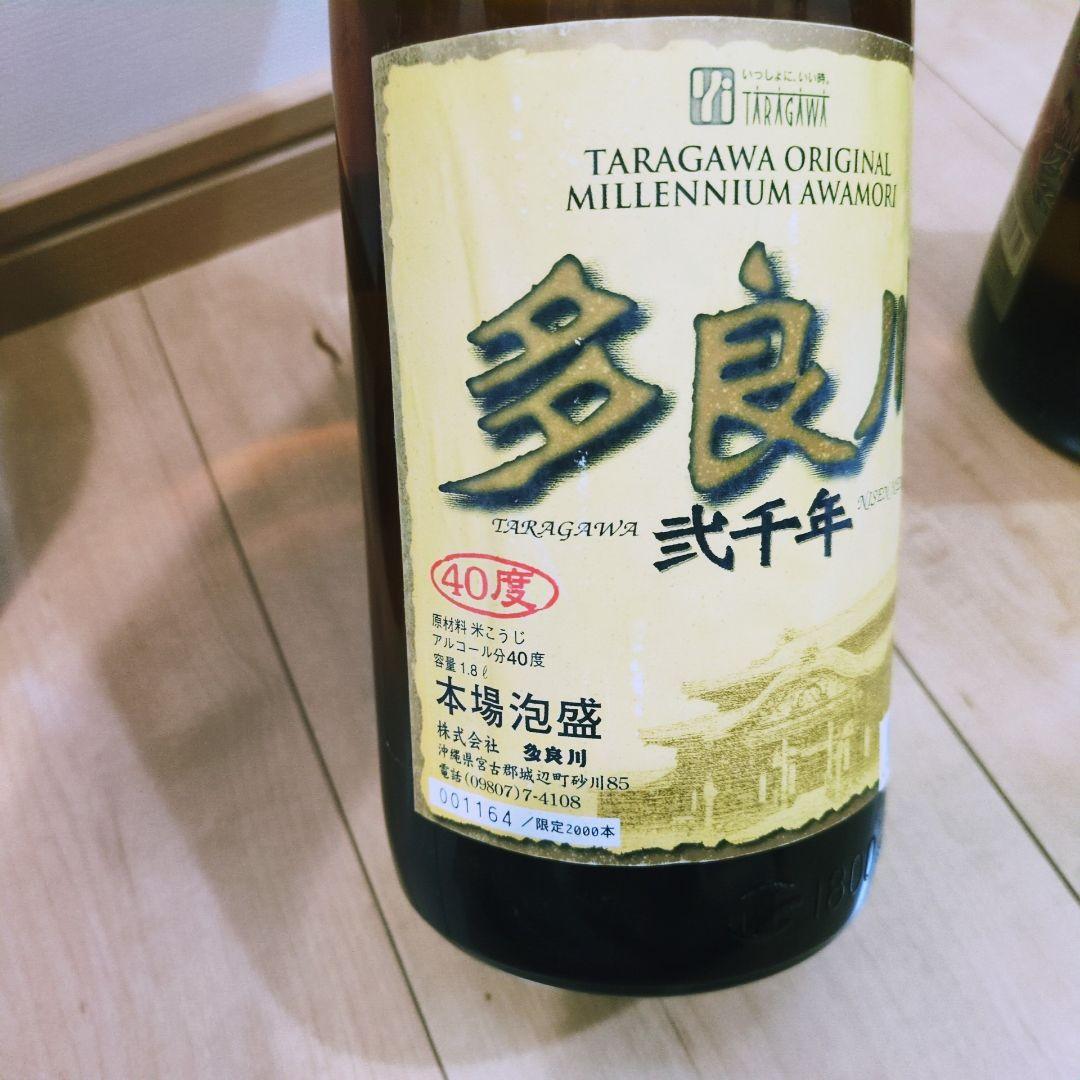 いっしょに、いい時。
TARAGAWA
TARAGAWA ORIGINAL
MILLENNIUM AWAMORI
多良川
TARAGAWA
弐千年
40度
原材料 米こうじ
アルコール分40度
容量1.8ℓ
本場泡盛
株式会社 多良川
沖縄県宮古郡城辺町砂川85
電話(09807)7-4108
001164/限定2000本
1800